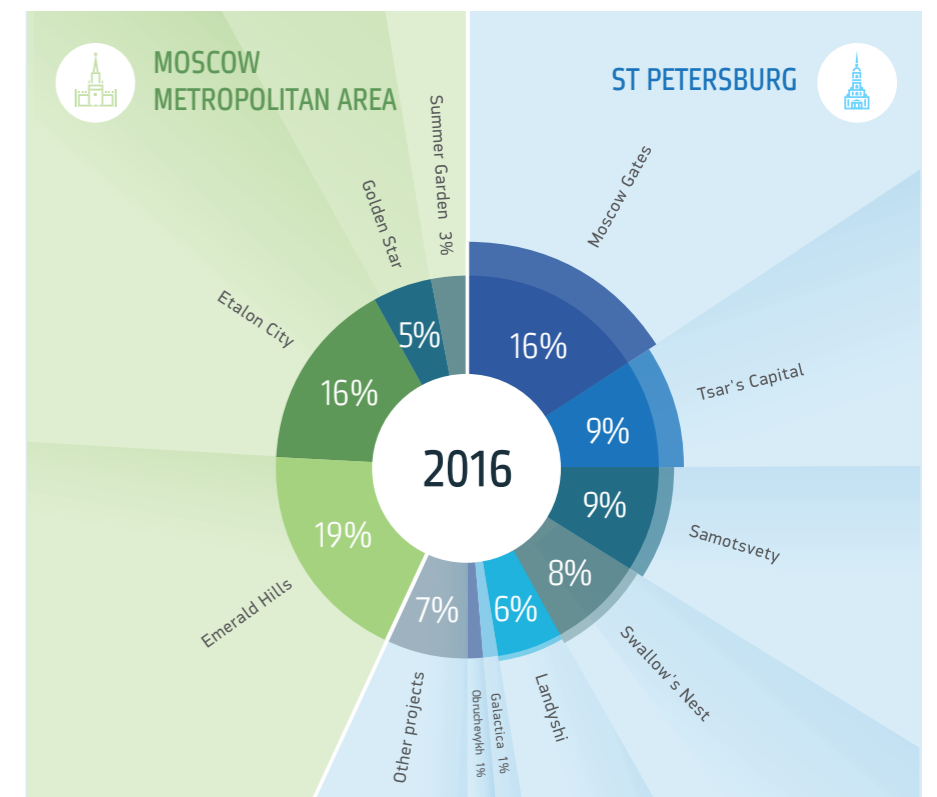 MOSCOW
METROPOLITAN AREA
ST PETERSBURG
Summer Garden 3%
Golden Star
5%
Etalon City
16%
Emerald Hills
19%
Moscow Gates
16%
Tsar's Capital
9%
Samotsvety
9%
Swallow's Nest
8%
Landyshi
6%
Galactica 1%
Obruchevykh 1%
Other projects
7%
2016